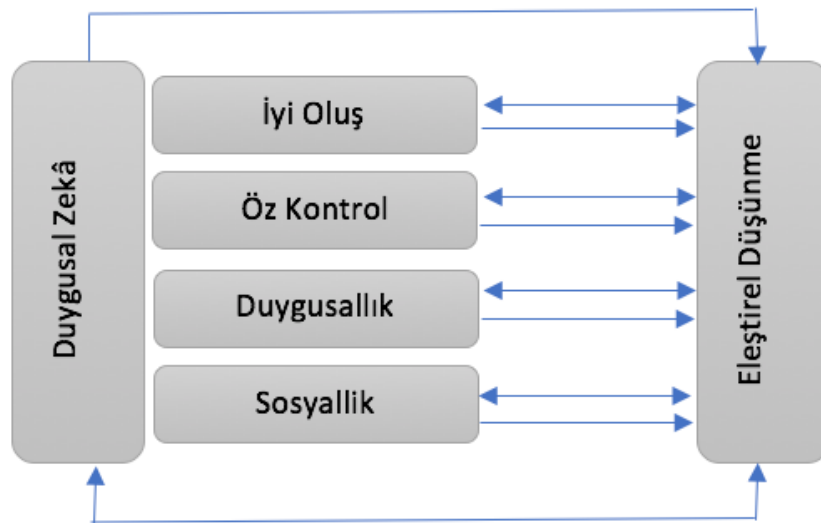 Duygusal Zekâ
İyi Oluş
Öz Kontrol
Duygusallık
Sosyallik
Eleştirel Düşünme